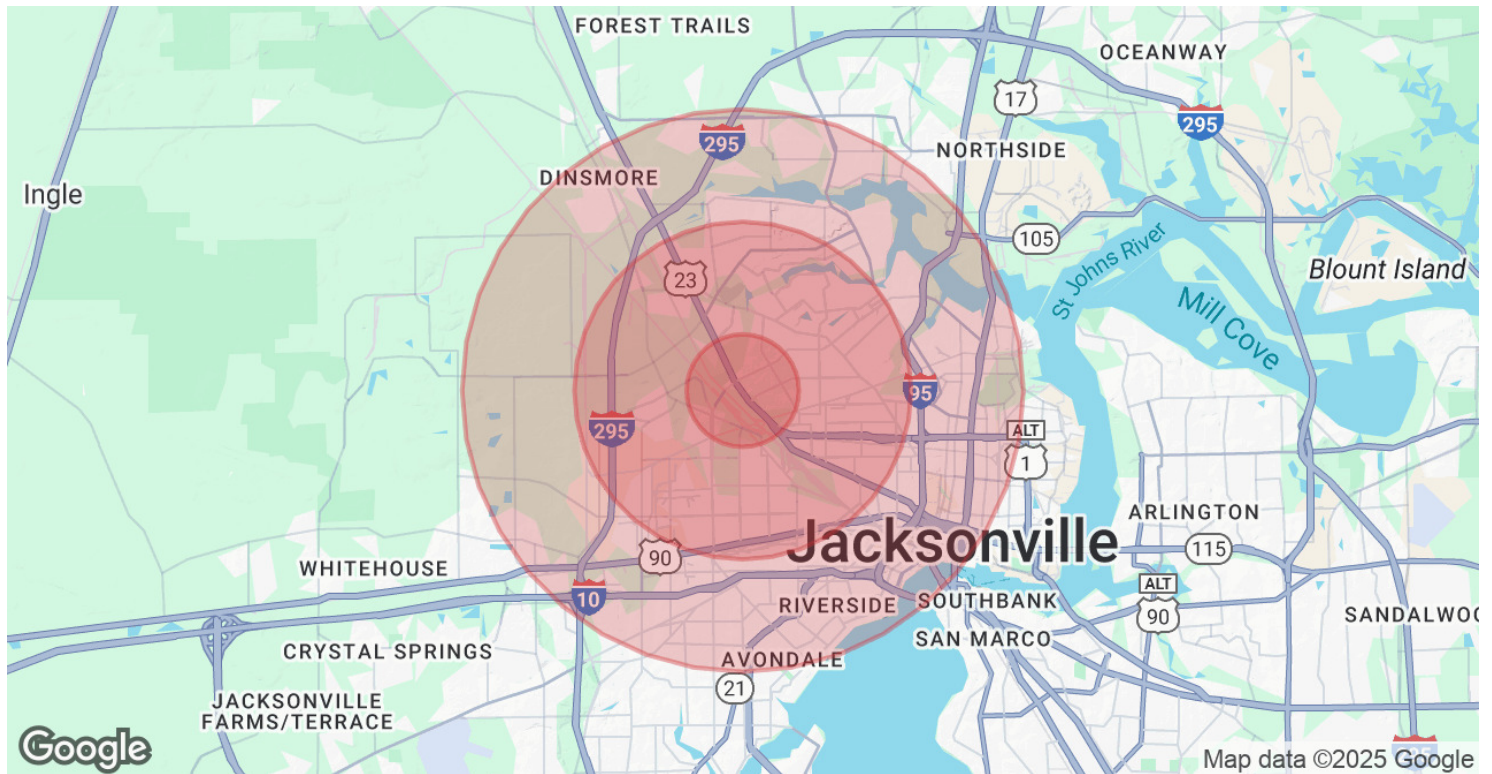 FOREST TRAILS
OCEANWAY
17
295
295
NORTHSIDE
DINSMORE
Ingle
105
St Johns River
Blount Island
23
Mill Cove
95
295
ALT
1
Jacksonville
ARLINGTON
115
90
WHITEHOUSE
ALT
90
10
RIVERSIDE
SOUTHBANK
SANDALWOO
SAN MARCO
CRYSTAL SPRINGS
AVONDALE
21
JACKSONVILLE
FARMS/TERRACE
Google
Map data ©2025 Google